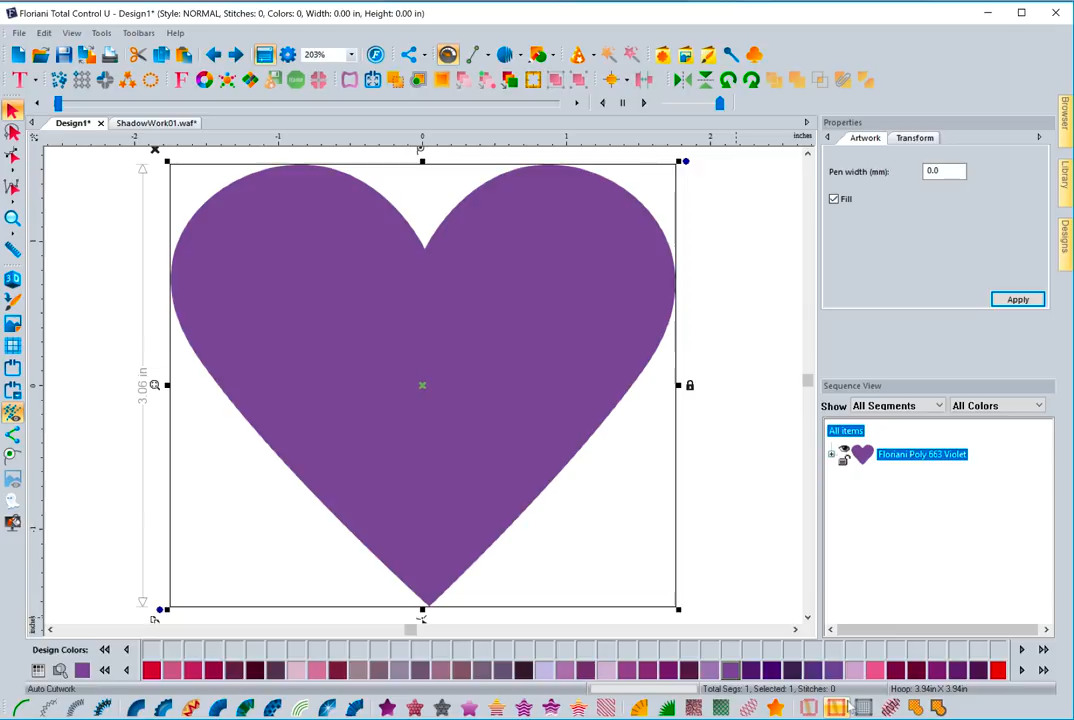 Floriani Total Control U - Design1* (Style: NORMAL, Stitches: 0, Colors: 0, Width: 0.00 in, Height: 0.00 in)
File Edit View Tools Toolbars Help
203%
Design1* ShadowWork01.waf*
-2 -1 0 1 2 inches
1
0
-1
inches
3.06 in
Properties
Artwork Transform
Pen width (mm): 0.0
Fill
Apply
Browser
Library
Designs
Sequence View
Show All Segments All Colors
All items
Floriani Poly 663 Violet
Design Colors:
Auto Cutwork
Total Segs: 1, Selected: 1, Stitches: 0
Hoop: 3.94in X 3.94in